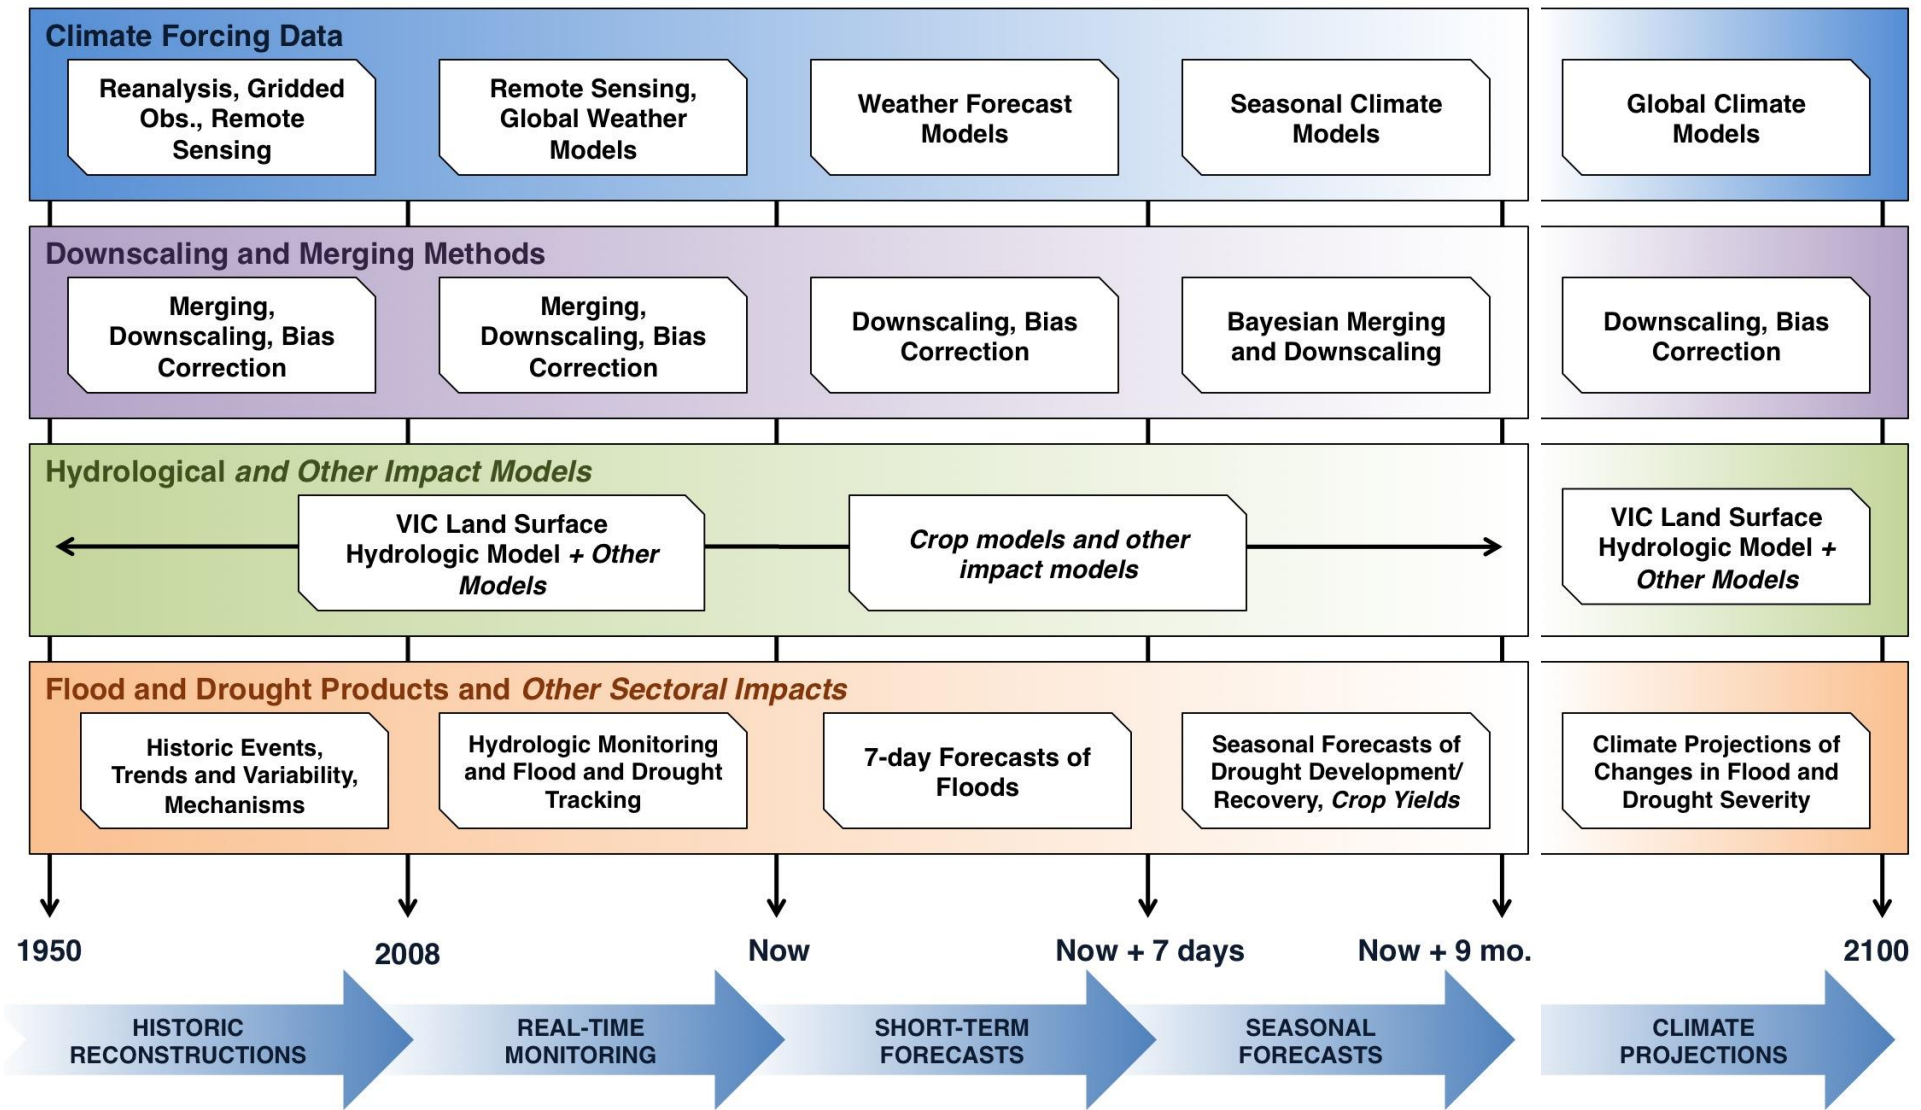 Climate Forcing Data
Reanalysis, Gridded
Obs., Remote
Sensing
Remote Sensing,
Global Weather
Models
Weather Forecast
Models
Seasonal Climate
Models
Global Climate
Models
Downscaling and Merging Methods
Merging,
Downscaling, Bias
Correction
Merging,
Downscaling, Bias
Correction
Downscaling, Bias
Correction
Bayesian Merging
and Downscaling
Downscaling, Bias
Correction
Hydrological and Other Impact Models
VIC Land Surface
Hydrologic Model + Other
Models
Crop models and other
impact models
VIC Land Surface
Hydrologic Model +
Other Models
Flood and Drought Products and Other Sectoral Impacts
Historic Events,
Trends and Variability,
Mechanisms
Hydrologic Monitoring
and Flood and Drought
Tracking
7-day Forecasts of
Floods
Seasonal Forecasts of
Drought Development/
Recovery, Crop Yields
Climate Projections of
Changes in Flood and
Drought Severity
1950
2008
Now
Now + 7 days
Now + 9 mo.
2100
HISTORIC
RECONSTRUCTIONS
REAL-TIME
MONITORING
SHORT-TERM
FORECASTS
SEASONAL
FORECASTS
CLIMATE
PROJECTIONS